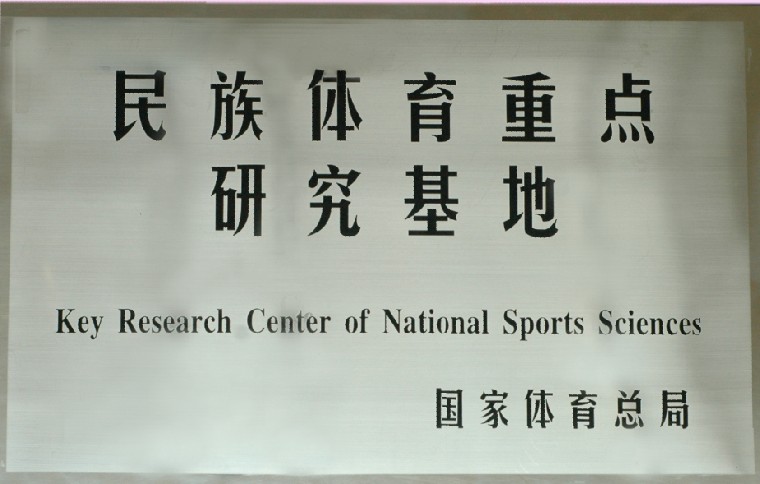 民族体育重点
研究基地
Key Research Center of National Sports Sciences
国家体育总局